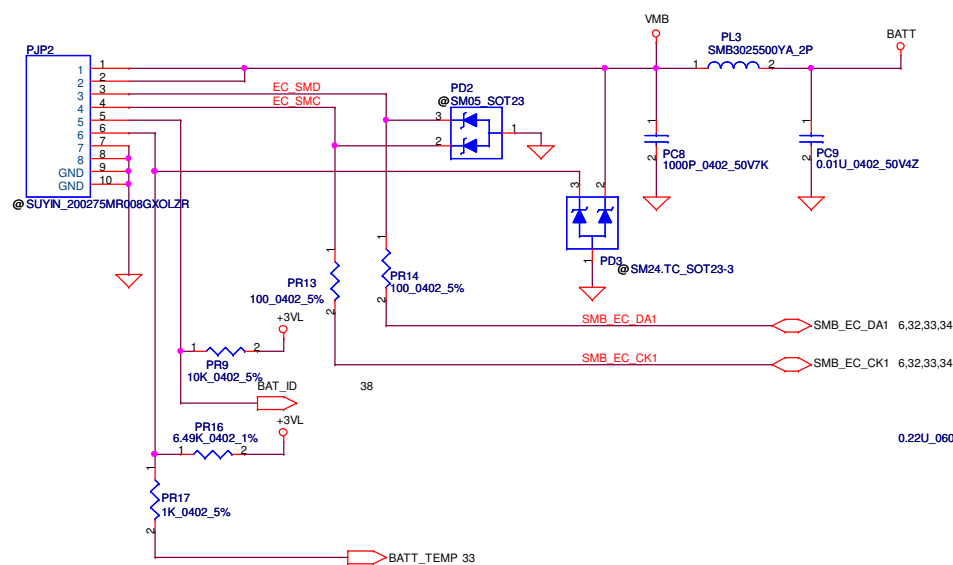 VMB
PL3
SMB3025500YA_2P
BATT
1
2
PJP2
1
2
3
4
5
6
7
8
GND
GND
1
2
3
4
5
6
7
8
9
10
@SUYIN_200275MR008GXOLZR
EC_SMD
EC_SMC
PD2
@SM05_SOT23
3
2
1
1
2
PC8
1000P_0402_50V7K
1
2
PC9
0.01U_0402_50V4Z
3
2
1
PD3
@SM24.TC_SOT23-3
1
PR13
100_0402_5%
2
1
PR14
100_0402_5%
2
SMB_EC_DA1
SMB_EC_DA1 6,32,33,34
SMB_EC_CK1
SMB_EC_CK1 6,32,33,34
+3VL
1
2
PR9
10K_0402_5%
BAT_ID
38
+3VL
PR16
6.49K_0402_1%
1
2
0.22U_060
1
PR17
1K_0402_5%
2
BATT_TEMP 33